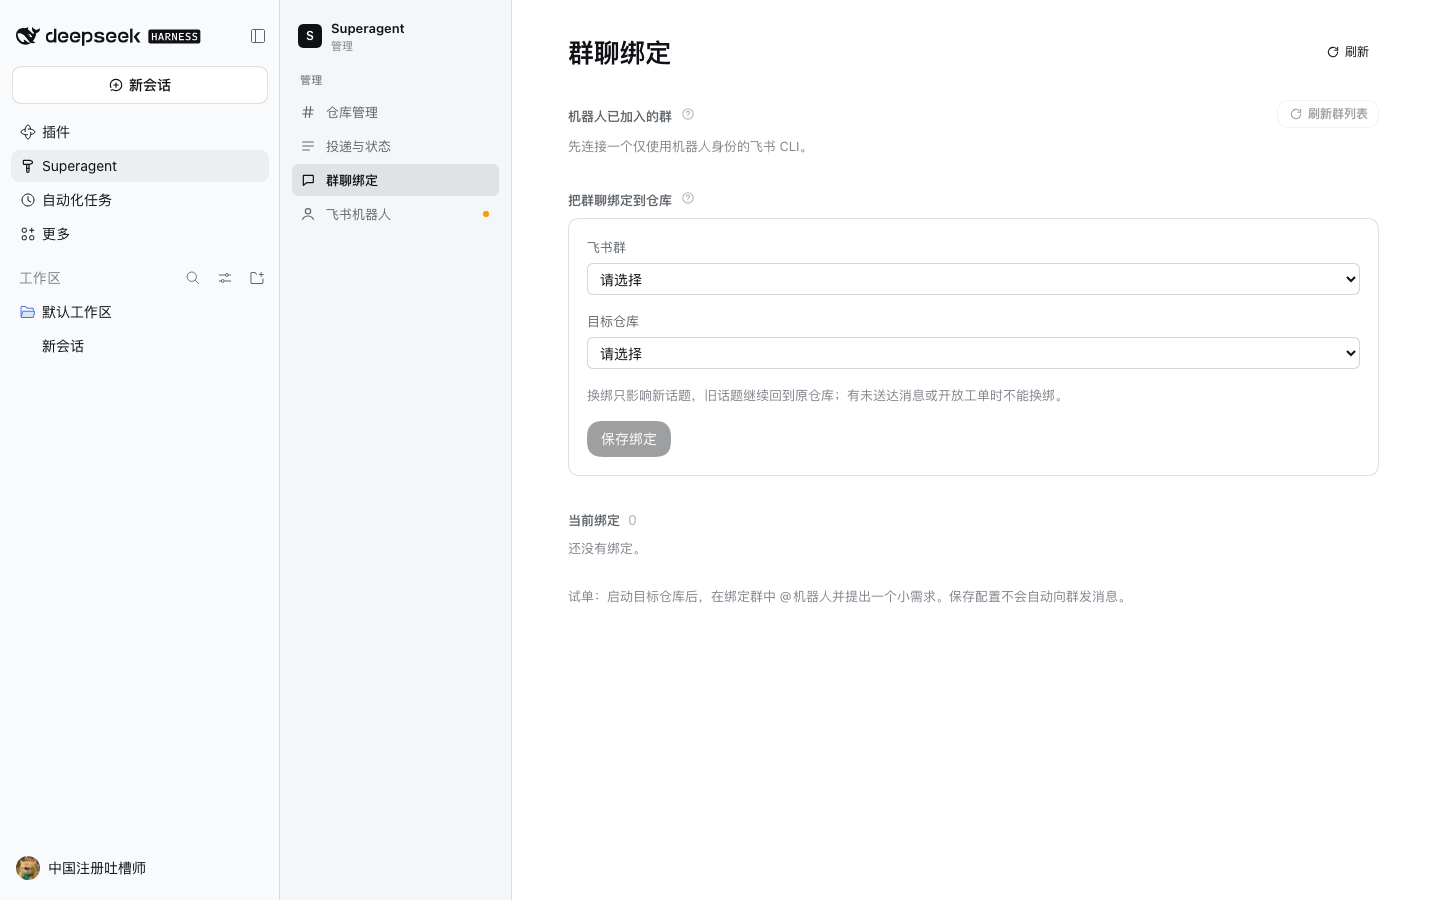 deepseek HARNESS
新会话
插件
Superagent
自动化任务
更多
工作区
默认工作区
新会话
中国注册吐槽师
S
Superagent
管理
管理
仓库管理
投递与状态
群聊绑定
飞书机器人
群聊绑定
刷新
机器人已加入的群
刷新群列表
先连接一个仅使用机器人身份的飞书 CLI。
把群聊绑定到仓库
飞书群
请选择
目标仓库
请选择
换绑只影响新话题，旧话题继续回到原仓库；有未送达消息或开放工单时不能换绑。
保存绑定
当前绑定 0
还没有绑定。
试单：启动目标仓库后，在绑定群中 @机器人并提出一个小需求。保存配置不会自动向群发消息。